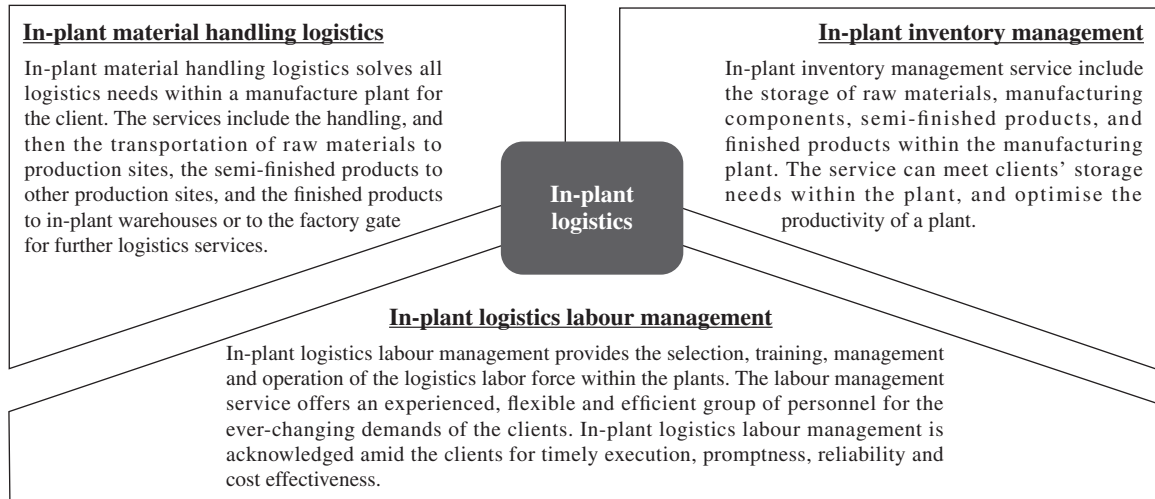 In-plant material handling logistics
In-plant material handling logistics solves all
logistics needs within a manufacture plant for
the client. The services include the handling, and
then the transportation of raw materials to
production sites, the semi-finished products to
other production sites, and the finished products
to in-plant warehouses or to the factory gate
for further logistics services.
In-plant inventory management
In-plant inventory management service include
the storage of raw materials, manufacturing
components, semi-finished products, and
finished products within the manufacturing
plant. The service can meet clients’ storage
needs within the plant, and optimise the
productivity of a plant.
In-plant
logistics
In-plant logistics labour management
In-plant logistics labour management provides the selection, training, management
and operation of the logistics labor force within the plants. The labour management
service offers an experienced, flexible and efficient group of personnel for the
ever-changing demands of the clients. In-plant logistics labour management is
acknowledged amid the clients for timely execution, promptness, reliability and
cost effectiveness.